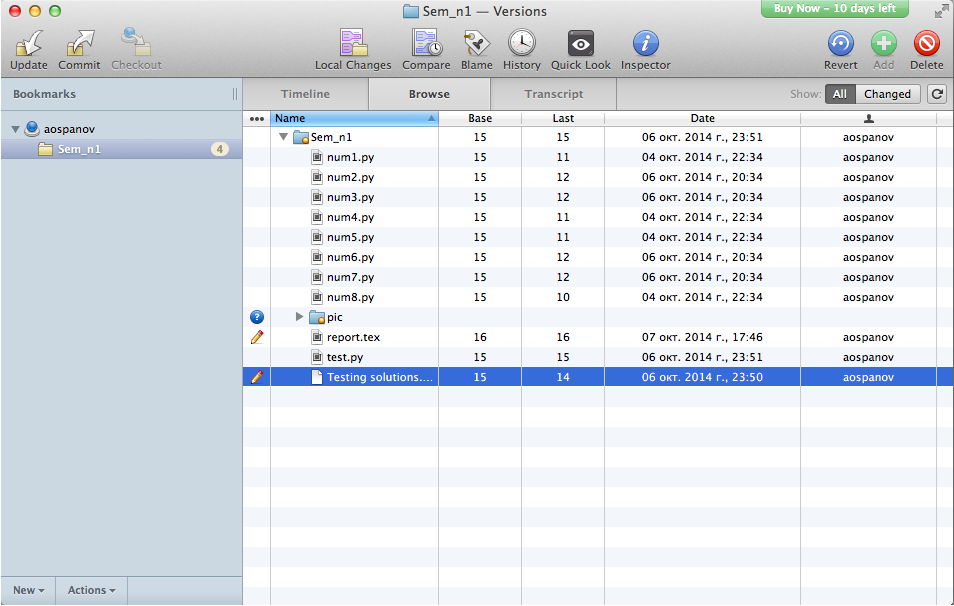 Sem_n1 — Versions
Buy Now – 10 days left
Update Commit Checkout Local Changes Compare Blame History Quick Look Inspector Revert Add Delete
Bookmarks
aospanov
Sem_n1 4
Timeline Browse Transcript Show: All Changed
••• Name Base Last Date
Sem_n1 15 15 06 окт. 2014 г., 23:51 aospanov
num1.py 15 11 04 окт. 2014 г., 22:34 aospanov
num2.py 15 12 06 окт. 2014 г., 20:34 aospanov
num3.py 15 12 06 окт. 2014 г., 20:34 aospanov
num4.py 15 11 04 окт. 2014 г., 22:34 aospanov
num5.py 15 11 04 окт. 2014 г., 22:34 aospanov
num6.py 15 12 06 окт. 2014 г., 20:34 aospanov
num7.py 15 12 06 окт. 2014 г., 20:34 aospanov
num8.py 15 10 04 окт. 2014 г., 22:34 aospanov
? pic
report.tex 16 16 07 окт. 2014 г., 17:46 aospanov
test.py 15 15 06 окт. 2014 г., 23:51 aospanov
Testing solutions.... 15 14 06 окт. 2014 г., 23:50 aospanov
New Actions